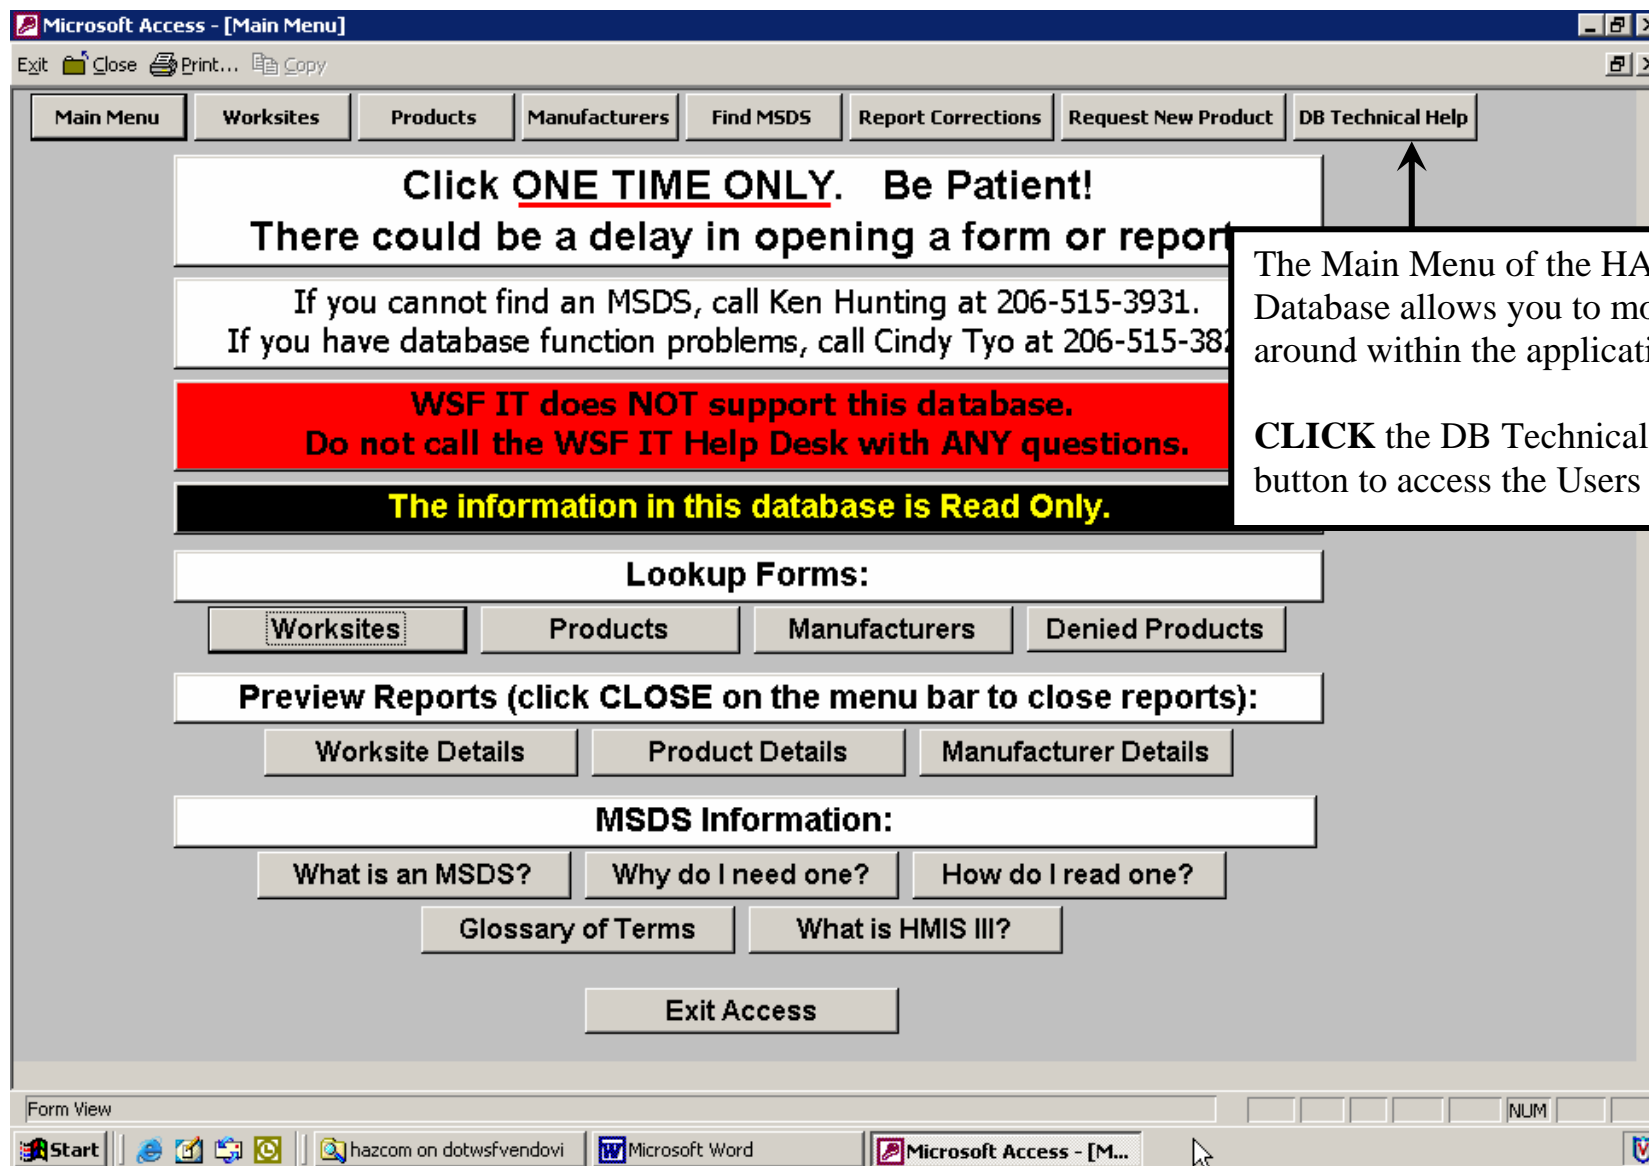 Microsoft Access - [Main Menu]
Exit Close Print... Copy
Main Menu Worksites Products Manufacturers Find MSDS Report Corrections Request New Product DB Technical Help
Click ONE TIME ONLY. Be Patient!
There could be a delay in opening a form or report
If you cannot find an MSDS, call Ken Hunting at 206-515-3931.
If you have database function problems, call Cindy Tyo at 206-515-38
WSF IT does NOT support this database.
Do not call the WSF IT Help Desk with ANY questions.
The information in this database is Read Only.
The Main Menu of the HA
Database allows you to mo
around within the applicati
CLICK the DB Technical
button to access the Users
Lookup Forms:
Worksites Products Manufacturers Denied Products
Preview Reports (click CLOSE on the menu bar to close reports):
Worksite Details Product Details Manufacturer Details
MSDS Information:
What is an MSDS? Why do I need one? How do I read one?
Glossary of Terms What is HMIS III?
Exit Access
Form View NUM
Start hazcom on dotwsfvendovi Microsoft Word Microsoft Access - [M...